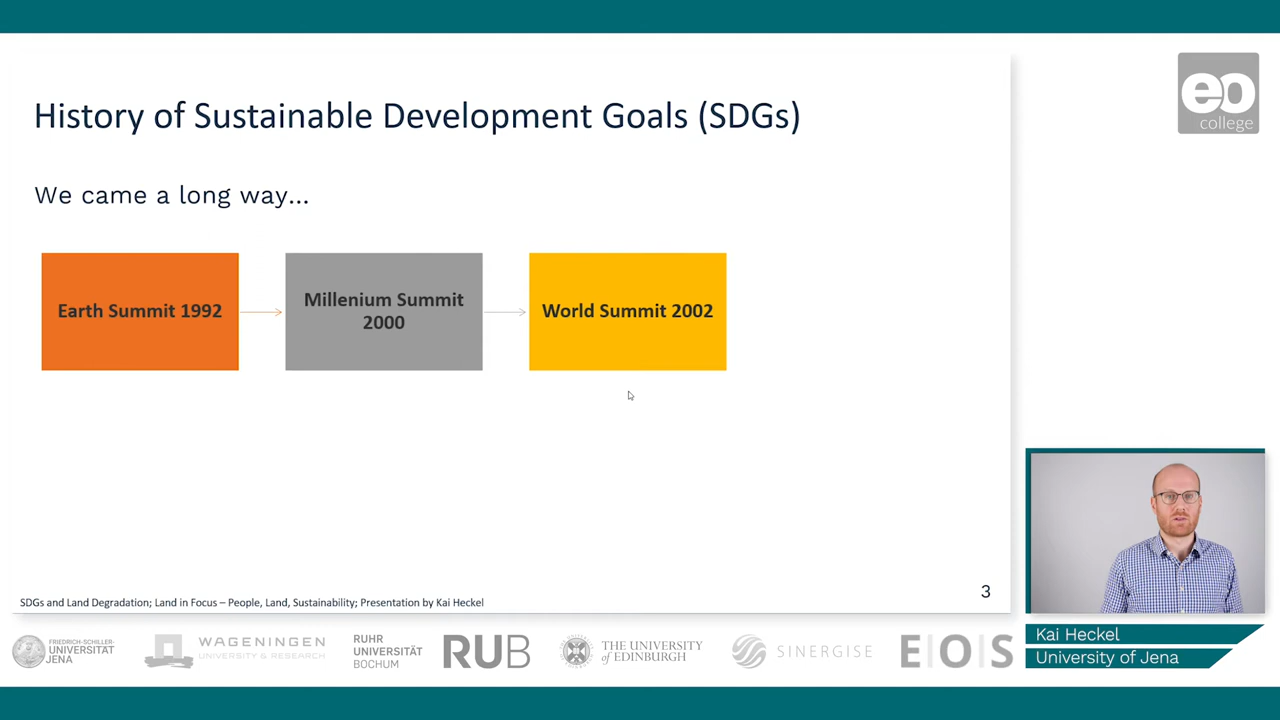 History of Sustainable Development Goals (SDGs)
eo
college
We came a long way...
Earth Summit 1992
Millenium Summit
2000
World Summit 2002
3
SDGs and Land Degradation; Land in Focus – People, Land, Sustainability; Presentation by Kai Heckel
Kai Heckel
University of Jena
FRIEDRICH-SCHILLER-
UNIVERSITÄT
JENA
WAGENINGEN
UNIVERSITY & RESEARCH
RUHR
UNIVERSITÄT
BOCHUM
RUB
THE UNIVERSITY
of EDINBURGH
SINERGISE
E|O|S